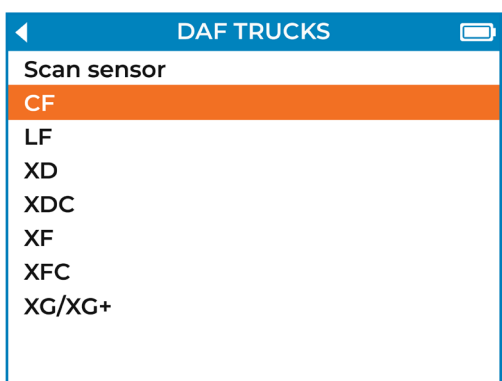 DAF TRUCKS
Scan sensor
CF
LF
XD
XDC
XF
XFC
XG/XG+